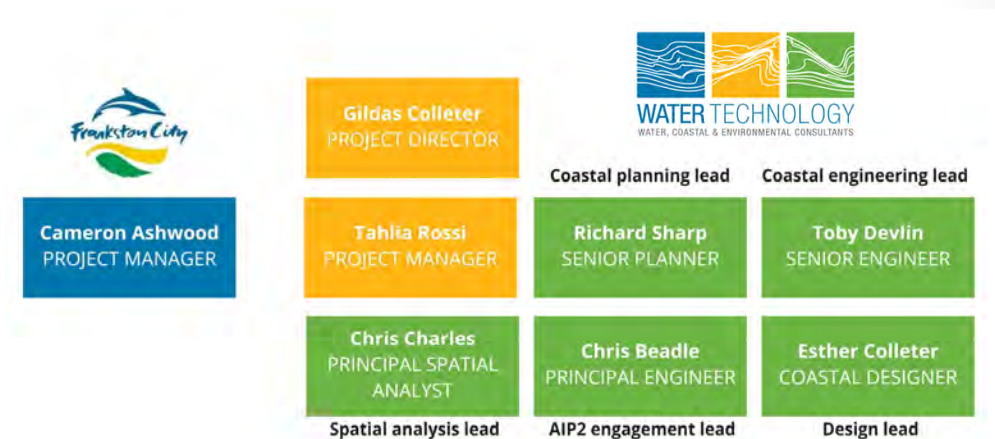 Frankston City
WATER TECHNOLOGY
WATER, COASTAL & ENVIRONMENTAL CONSULTANTS
Gildas Colleter
PROJECT DIRECTOR
Coastal planning lead
Coastal engineering lead
Cameron Ashwood
PROJECT MANAGER
Tahlia Rossi
PROJECT MANAGER
Richard Sharp
SENIOR PLANNER
Toby Devlin
SENIOR ENGINEER
Chris Charles
PRINCIPAL SPATIAL
ANALYST
Chris Beadle
PRINCIPAL ENGINEER
Esther Colleter
COASTAL DESIGNER
Spatial analysis lead
AIP2 engagement lead
Design lead